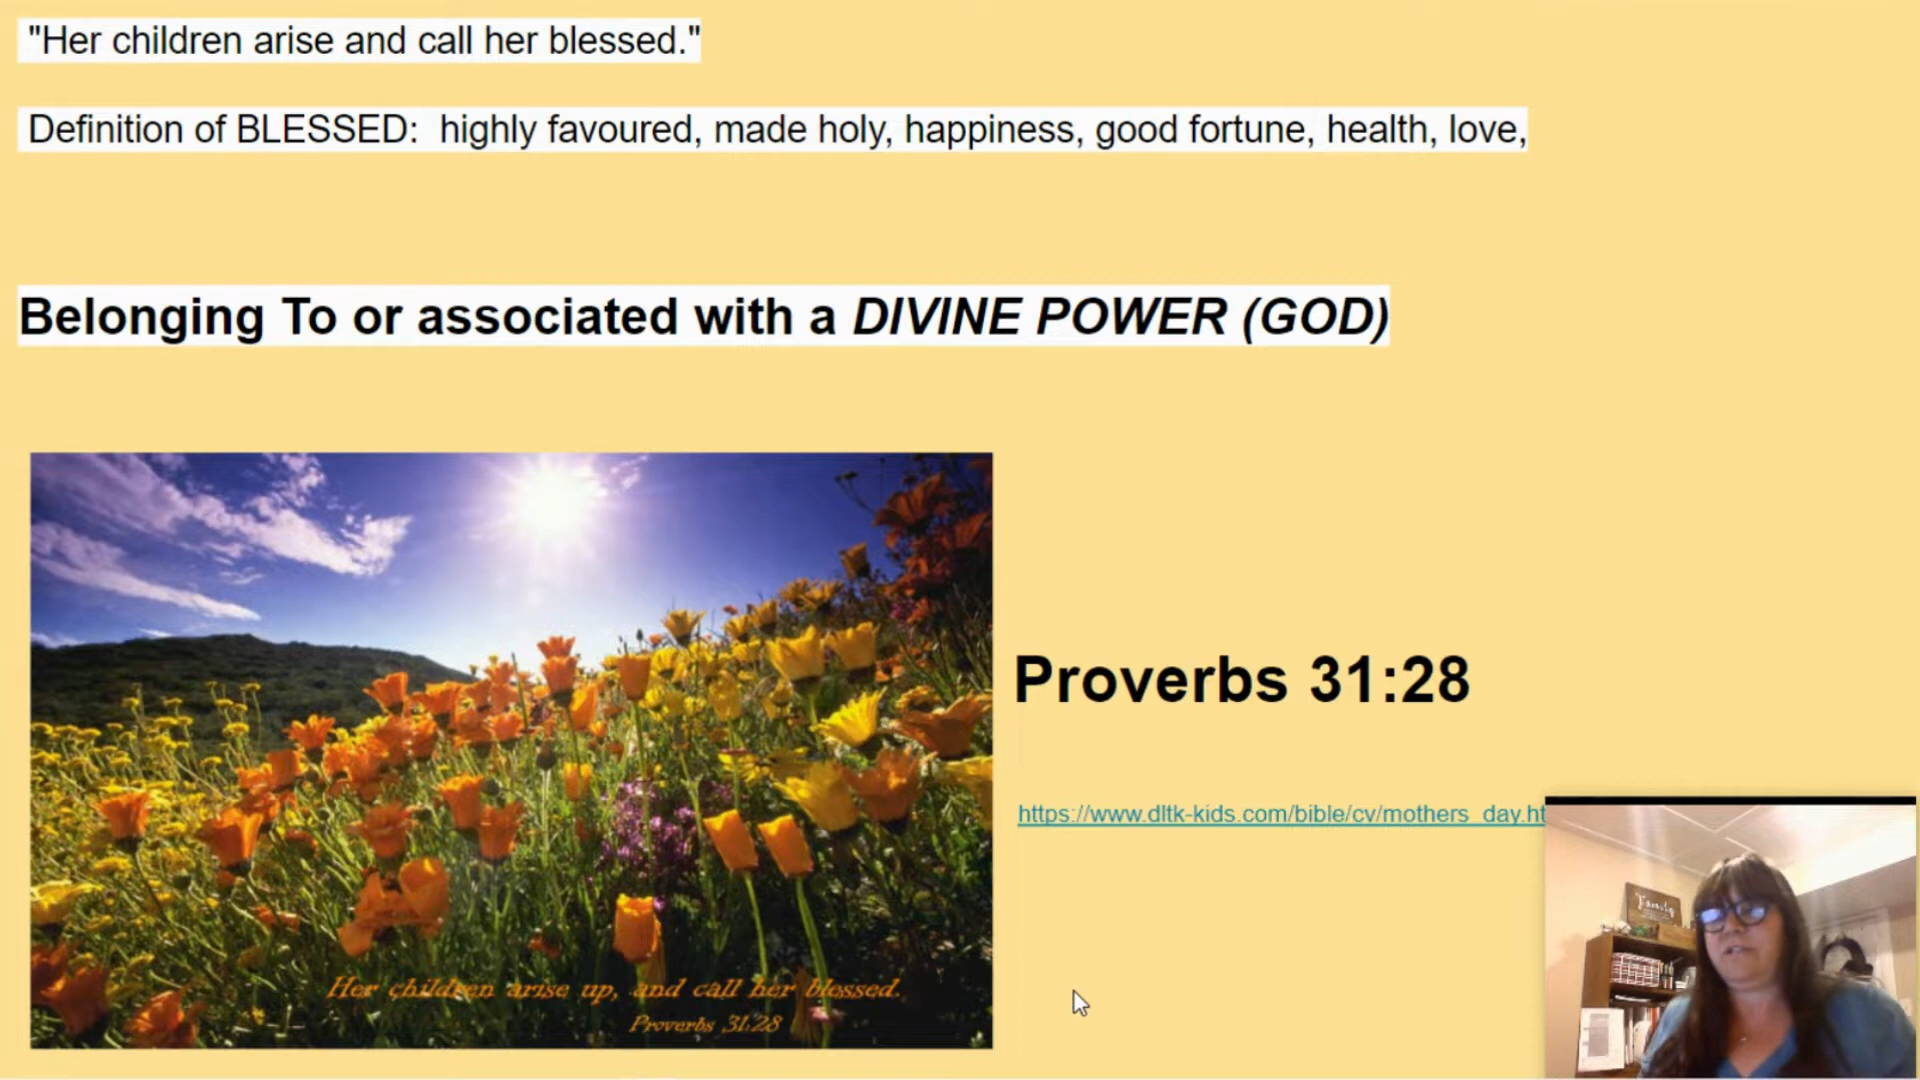 "Her children arise and call her blessed."
Definition of BLESSED: highly favoured, made holy, happiness, good fortune, health, love,
Belonging To or associated with a DIVINE POWER (GOD)
Proverbs 31:28
https://www.dltk-kids.com/bible/cv/mothers_day.ht
Her children arise up, and call her blessed.
Proverbs 31:28
Family